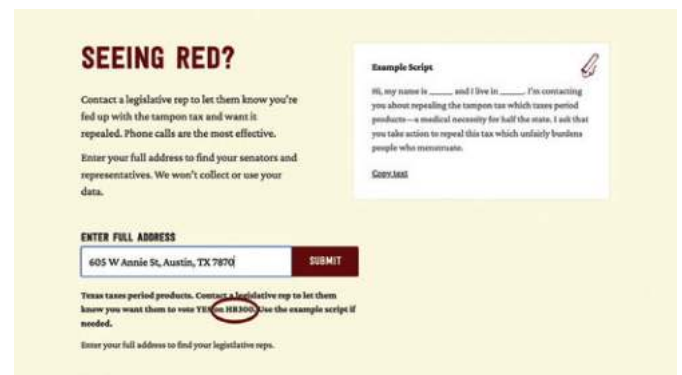 SEEING RED?
Contact a legislative rep to let them know you're
fed up with the tampon tax and want it
repealed. Phone calls are the most effective.
Enter your full address to find your senators and
representatives. We won't collect or use your
data.
Example Script
Hi, my name is _____ and I live in _____. I'm contacting
you about repealing the tampon tax which taxes period
products—a medical necessity for half the state. I ask that
you take action to repeal this tax which unfairly burdens
people who menstruate.
Copy text
ENTER FULL ADDRESS
605 W Annie St, Austin, TX 7870
SUBMIT
Texas taxes period products. Contact a legislative rep to let them
know you want them to vote YES on HB300. Use the example script if
needed.
Enter your full address to find your legistlative reps.